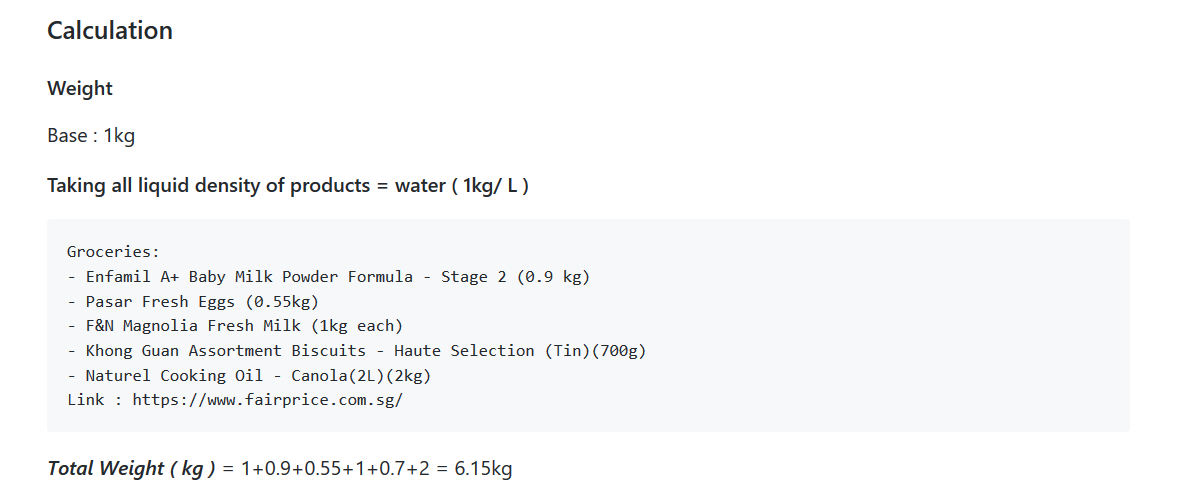 Calculation
Weight
Base : 1kg
Taking all liquid density of products = water ( 1kg/ L )
Groceries:
- Enfamil A+ Baby Milk Powder Formula - Stage 2 (0.9 kg)
- Pasar Fresh Eggs (0.55kg)
- F&N Magnolia Fresh Milk (1kg each)
- Khong Guan Assortment Biscuits - Haute Selection (Tin)(700g)
- Naturel Cooking Oil - Canola(2L)(2kg)
Link : https://www.fairprice.com.sg/
Total Weight ( kg ) = 1+0.9+0.55+1+0.7+2 = 6.15kg